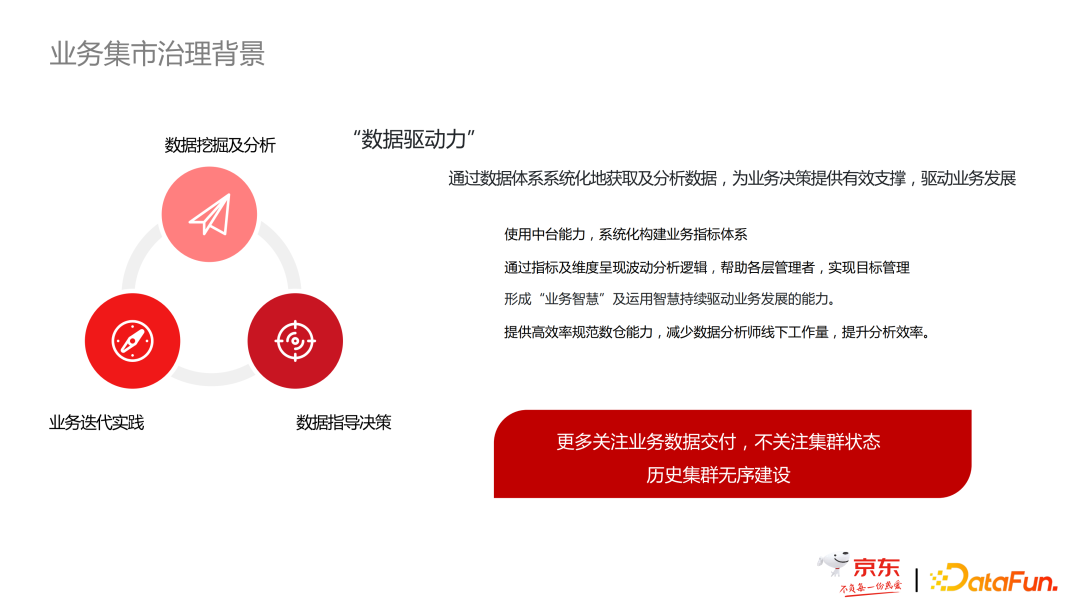 业务集市治理背景
数据挖掘及分析
“数据驱动力”
通过数据体系系统化地获取及分析数据，为业务决策提供有效支撑，驱动业务发展
使用中台能力，系统化构建业务指标体系
通过指标及维度呈现波动分析逻辑，帮助各层管理者，实现目标管理
形成“业务智慧”及运用智慧持续驱动业务发展的能力。
提供高效率规范数仓能力，减少数据分析师线下工作量，提升分析效率。
业务迭代实践
数据指导决策
更多关注业务数据交付，不关注集群状态
历史集群无序建设
京东
不负每一份热爱
DataFun.